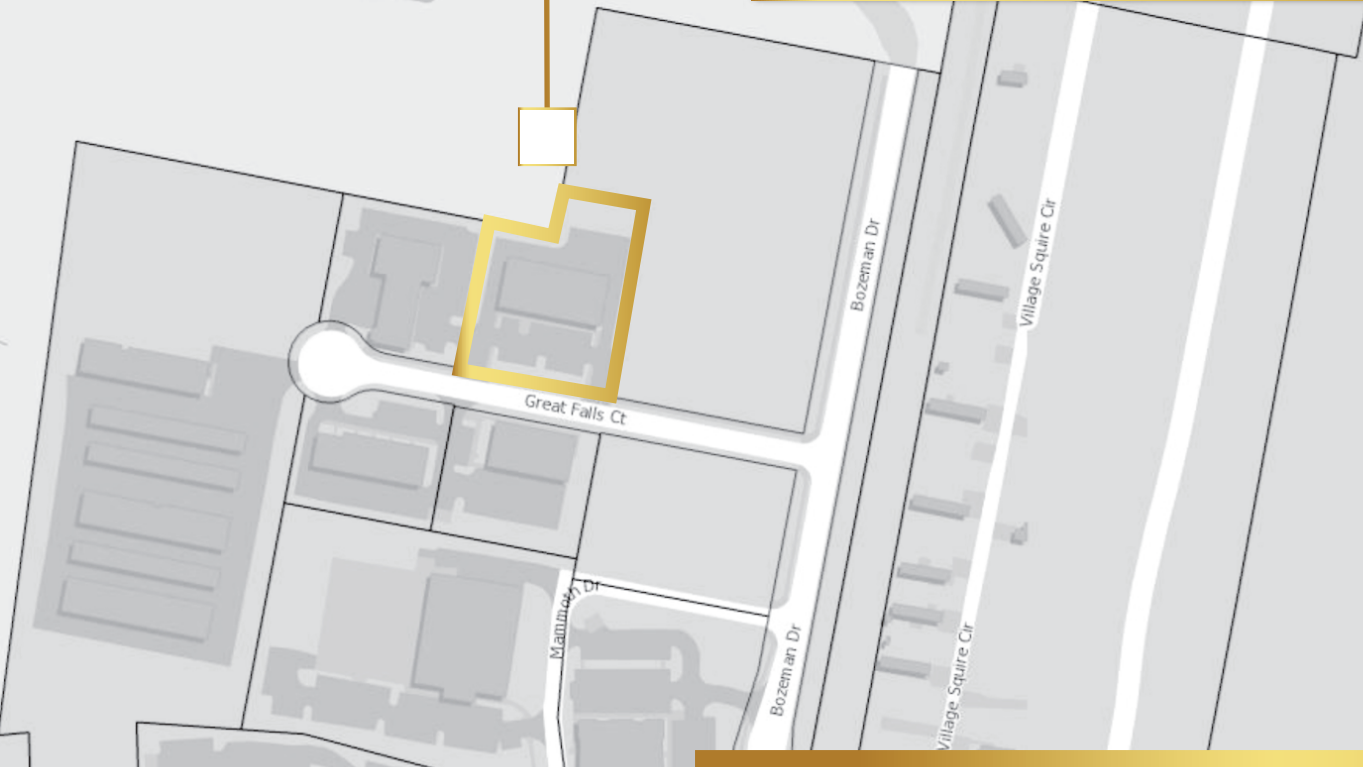 Bozeman Dr
Village Squire Cir
Great Falls Ct
Mammoth Dr
Bozeman Dr
Village Squire Cir